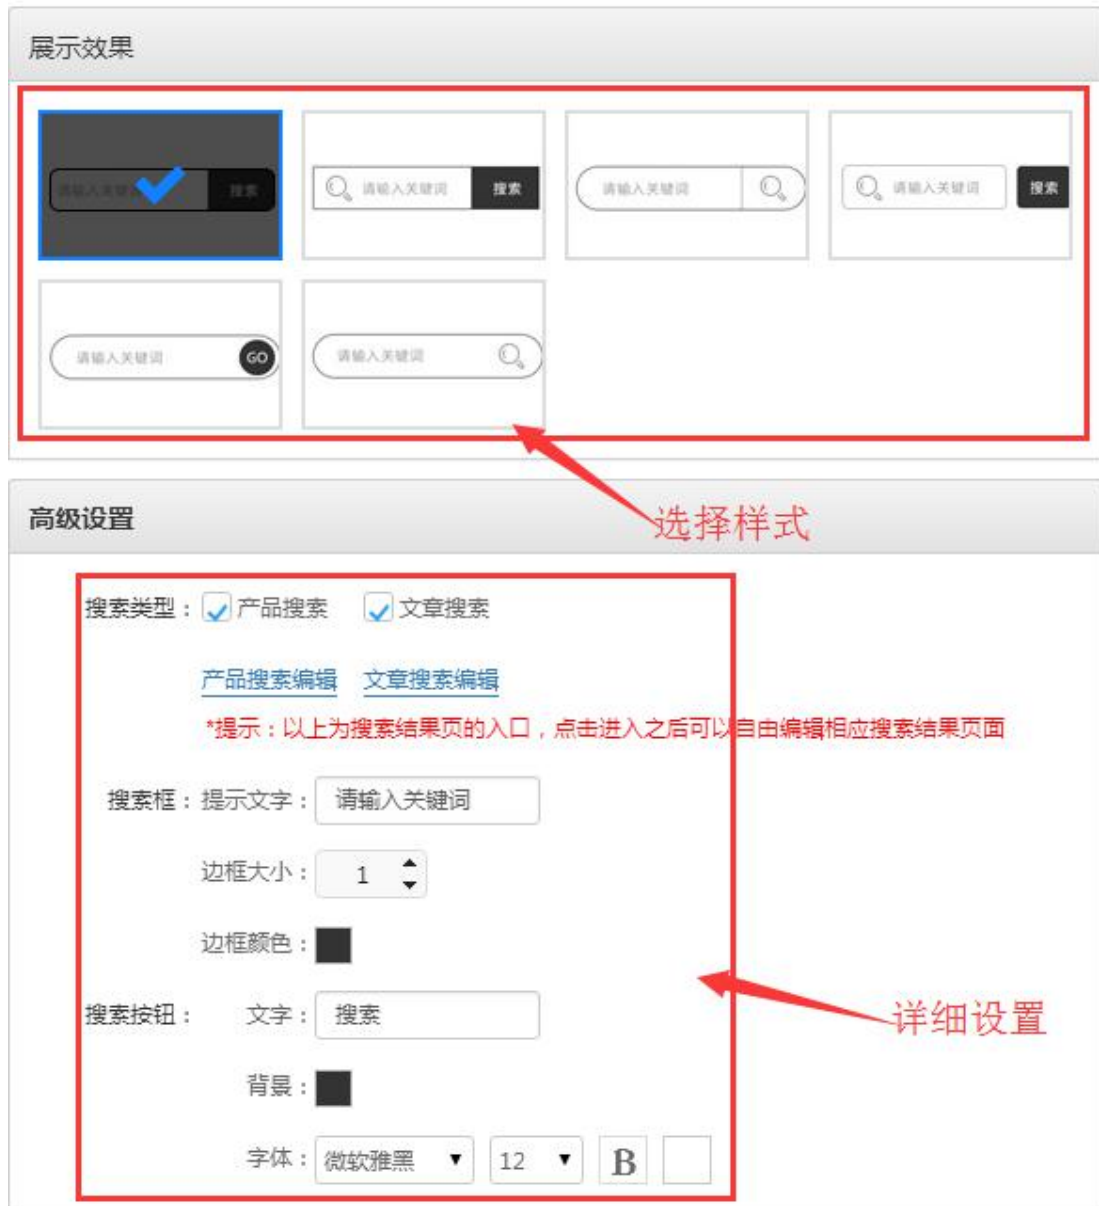 展示效果
请输入关键词 搜索
请输入关键词 搜索
请输入关键词
请输入关键词 搜索
请输入关键词 GO
请输入关键词
选择样式
高级设置
搜索类型：产品搜索 文章搜索
产品搜索编辑 文章搜索编辑
*提示：以上为搜索结果页的入口，点击进入之后可以自由编辑相应搜索结果页面
搜索框：提示文字：请输入关键词
边框大小：1
边框颜色：
详细设置
搜索按钮： 文字：搜索
背景：
字体：微软雅黑 12 B